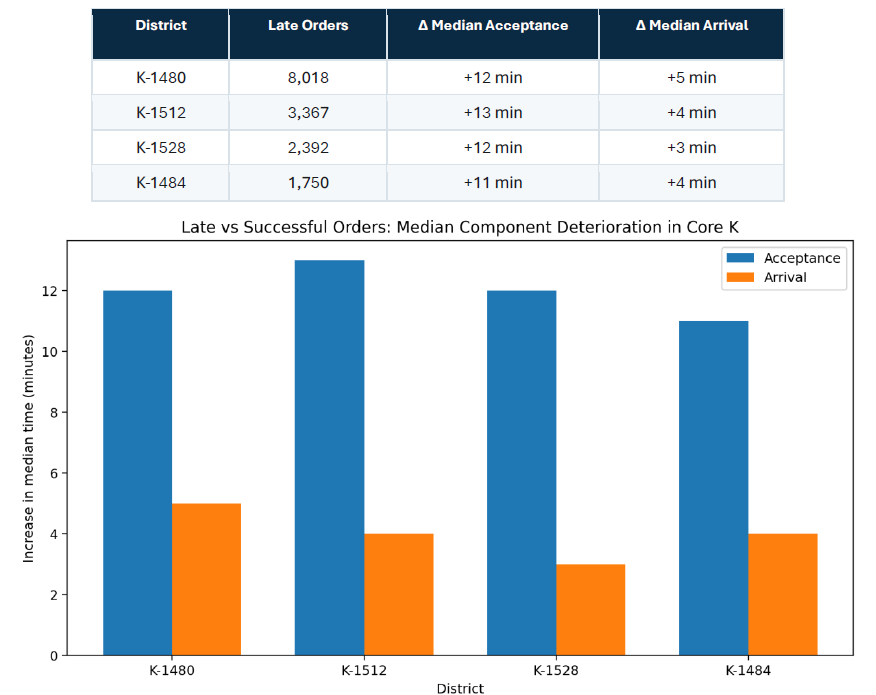 District Late Orders Δ Median Acceptance Δ Median Arrival
K-1480 8,018 +12 min +5 min
K-1512 3,367 +13 min +4 min
K-1528 2,392 +12 min +3 min
K-1484 1,750 +11 min +4 min
Late vs Successful Orders: Median Component Deterioration in Core K
Acceptance
Arrival
Increase in median time (minutes)
12
10
8
6
4
2
0
K-1480 K-1512 K-1528 K-1484
District